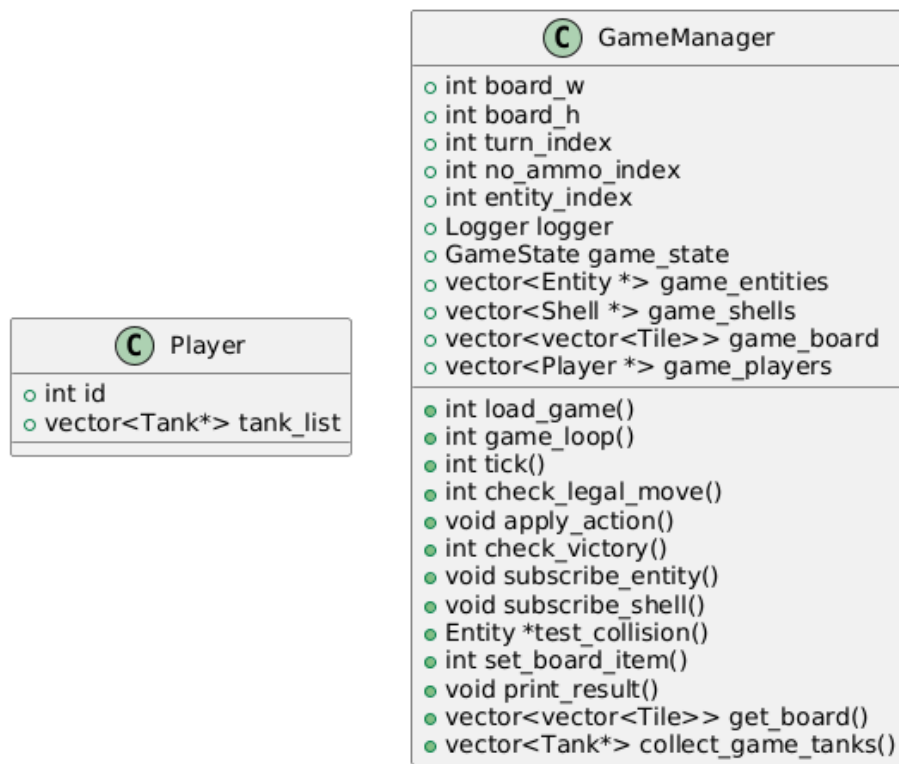 C Player
int id
vector<Tank*> tank_list
C GameManager
int board_w
int board_h
int turn_index
int no_ammo_index
int entity_index
Logger logger
GameState game_state
vector<Entity *> game_entities
vector<Shell *> game_shells
vector<vector<Tile>> game_board
vector<Player *> game_players
int load_game()
int game_loop()
int tick()
int check_legal_move()
void apply_action()
int check_victory()
void subscribe_entity()
void subscribe_shell()
Entity *test_collision()
int set_board_item()
void print_result()
vector<vector<Tile>> get_board()
vector<Tank*> collect_game_tanks()